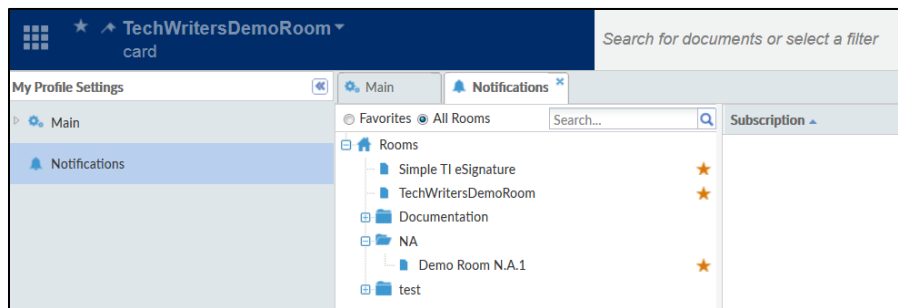 TechWritersDemoRoom
card
Search for documents or select a filter
My Profile Settings
Main
Notifications
Main
Notifications
Favorites All Rooms Search...
Subscription
Rooms
Simple TI eSignature
TechWritersDemoRoom
Documentation
NA
Demo Room N.A.1
test